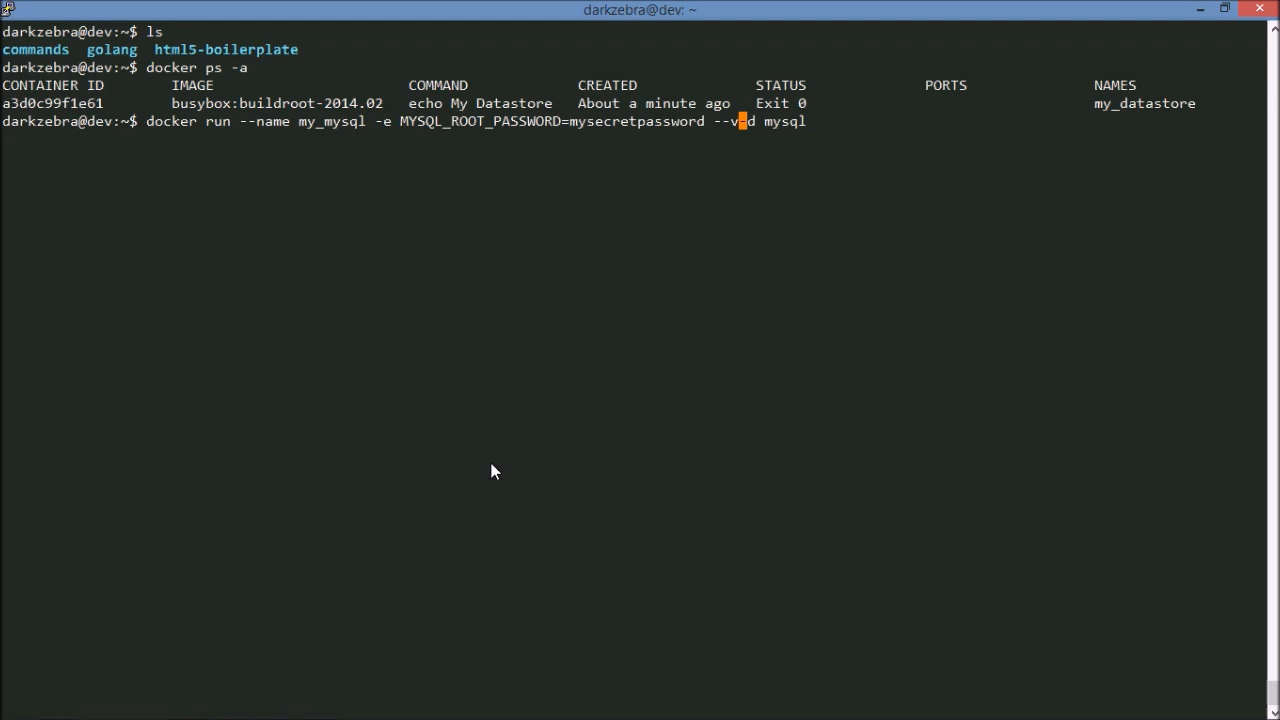 darkzebra@dev: ~
darkzebra@dev:~$ ls
commands  golang  html5-boilerplate
darkzebra@dev:~$ docker ps -a
CONTAINER ID        IMAGE                       COMMAND             CREATED              STATUS              PORTS               NAMES
a3d0c99f1e61        busybox:buildroot-2014.02   echo My Datastore   About a minute ago   Exit 0                                  my_datastore
darkzebra@dev:~$ docker run --name my_mysql -e MYSQL_ROOT_PASSWORD=mysecretpassword --v-d mysql